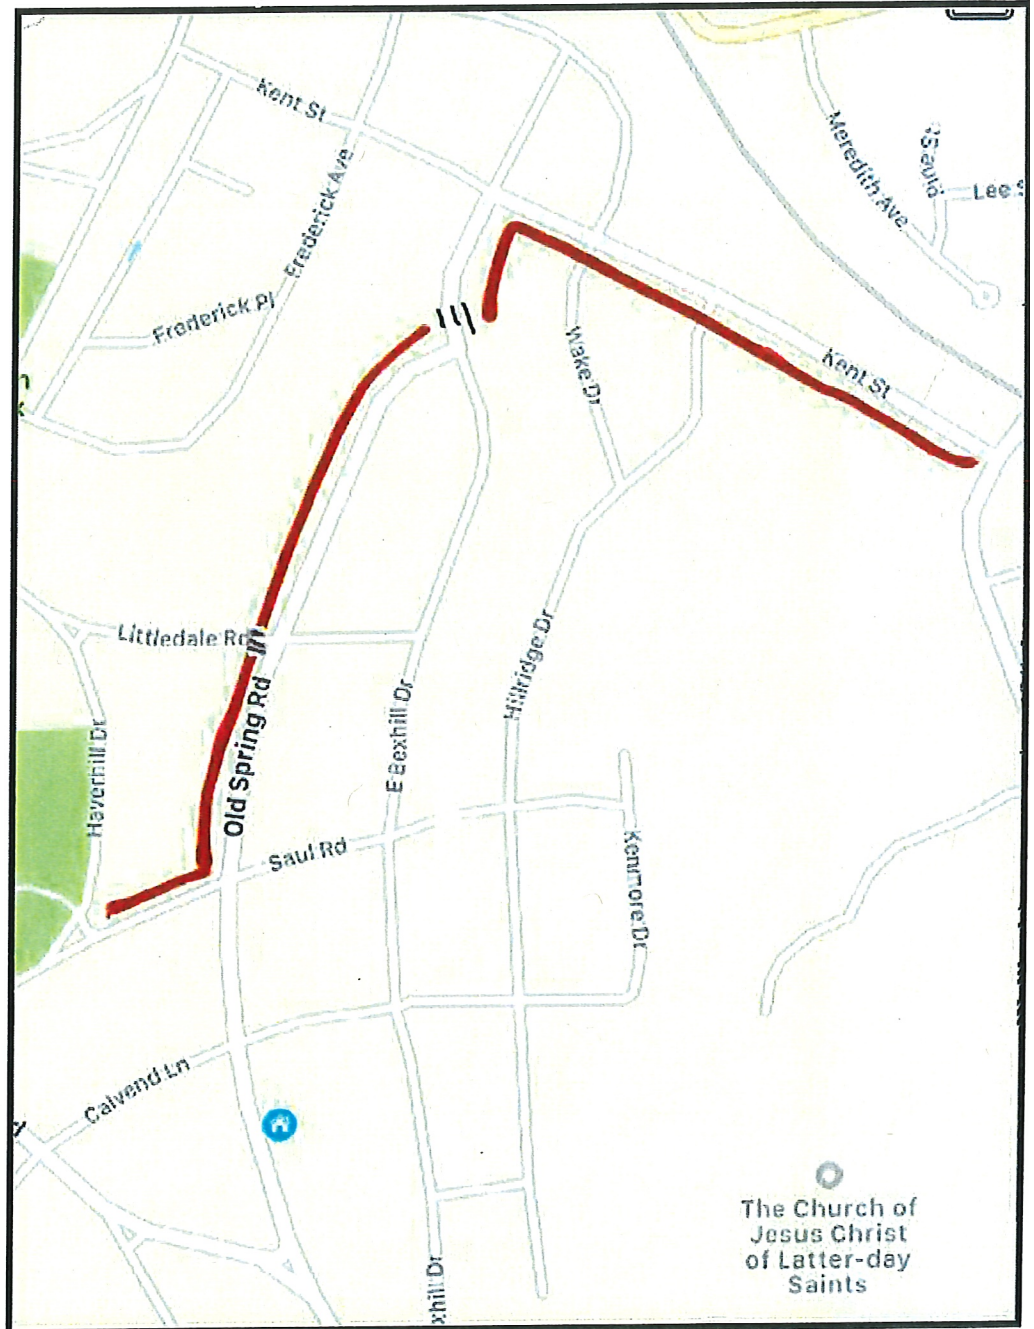 Kent St
Meredith Ave
Lee S
Frederick Ave
Frederick Pl
Wake Dr
Kent St
Littledale Rd
Hillridge Dr
Old Spring Rd
E Bexhill Dr
Haverhill Dr
Saul Rd
Kenmore Dr
Calvend Ln
The Church of
Jesus Christ
of Latter-day
Saints
xhill Dr